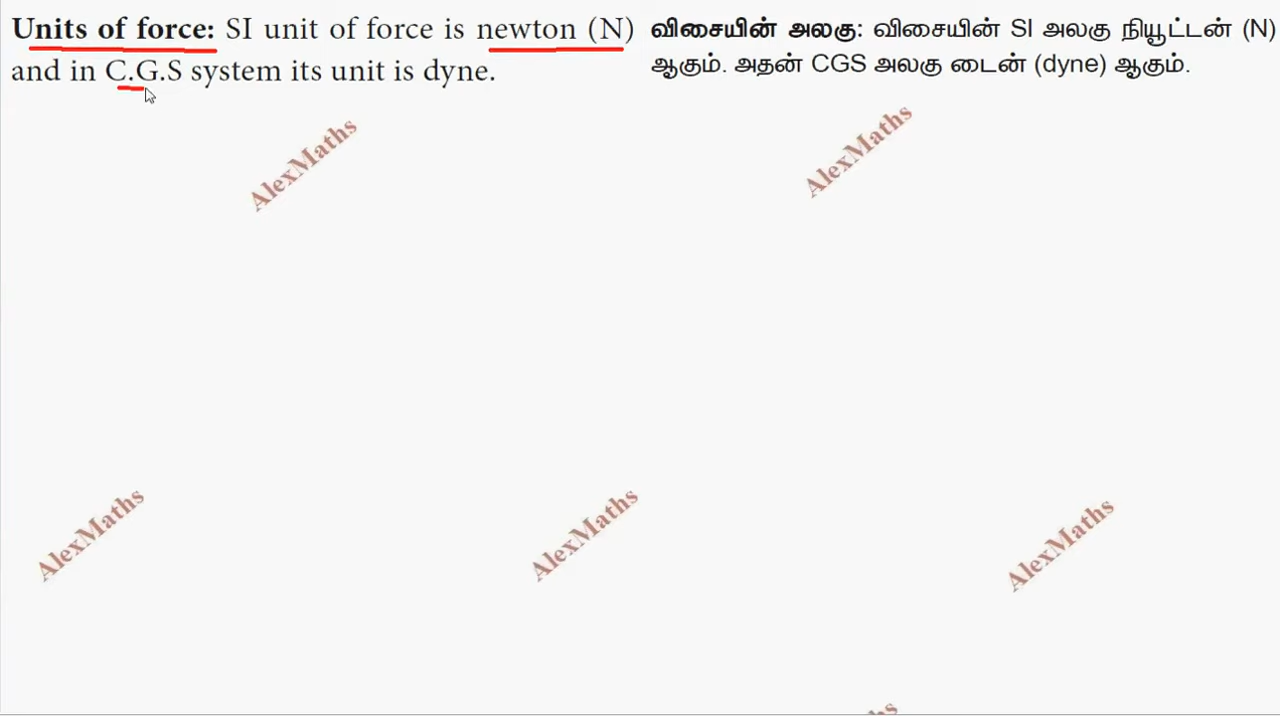 Units of force: SI unit of force is newton (N)
and in C.G.S system its unit is dyne.
விசையின் அலகு: விசையின் SI அலகு நியூட்டன் (N)
ஆகும். அதன் CGS அலகு டைன் (dyne) ஆகும்.
AlexMaths
AlexMaths
AlexMaths
AlexMaths
AlexMaths